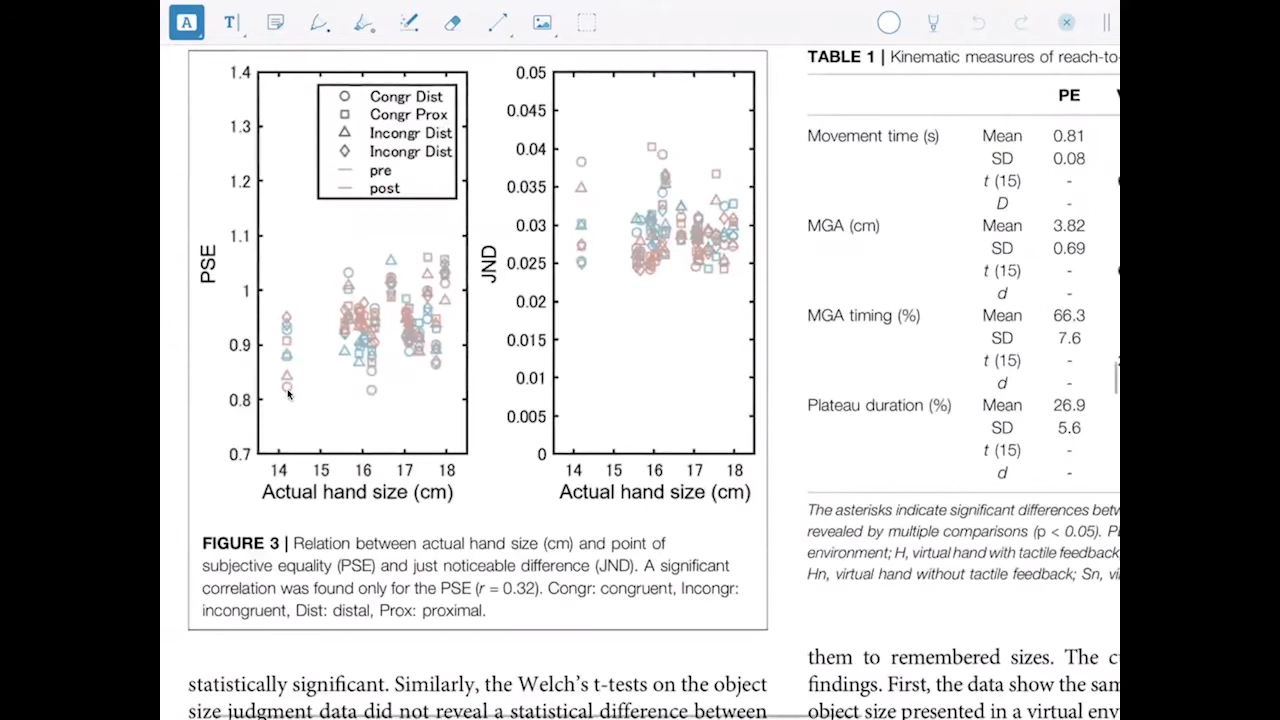 A T
1.4
1.3
1.2
1.1
1
0.9
0.8
0.7
PSE
Congr Dist
Congr Prox
Incongr Dist
Incongr Dist
pre
post
14 15 16 17 18
Actual hand size (cm)
0.05
0.045
0.04
0.035
0.03
0.025
0.02
0.015
0.01
0.005
0
JND
14 15 16 17 18
Actual hand size (cm)
FIGURE 3 | Relation between actual hand size (cm) and point of
subjective equality (PSE) and just noticeable difference (JND). A significant
correlation was found only for the PSE (r = 0.32). Congr: congruent, Incongr:
incongruent, Dist: distal, Prox: proximal.
statistically significant. Similarly, the Welch's t-tests on the object
size judgment data did not reveal a statistical difference between
TABLE 1 | Kinematic measures of reach-to-
PE
Movement time (s) Mean 0.81
SD 0.08
t (15) -
D -
MGA (cm) Mean 3.82
SD 0.69
t (15) -
d -
MGA timing (%) Mean 66.3
SD 7.6
t (15) -
d -
Plateau duration (%) Mean 26.9
SD 5.6
t (15) -
d -
The asterisks indicate significant differences betw
revealed by multiple comparisons (p < 0.05).
environment; H, virtual hand with tactile feedback
Hn, virtual hand without tactile feedback; Sn,
them to remembered sizes. The
findings. First, the data show the sam
object size presented in a virtual env